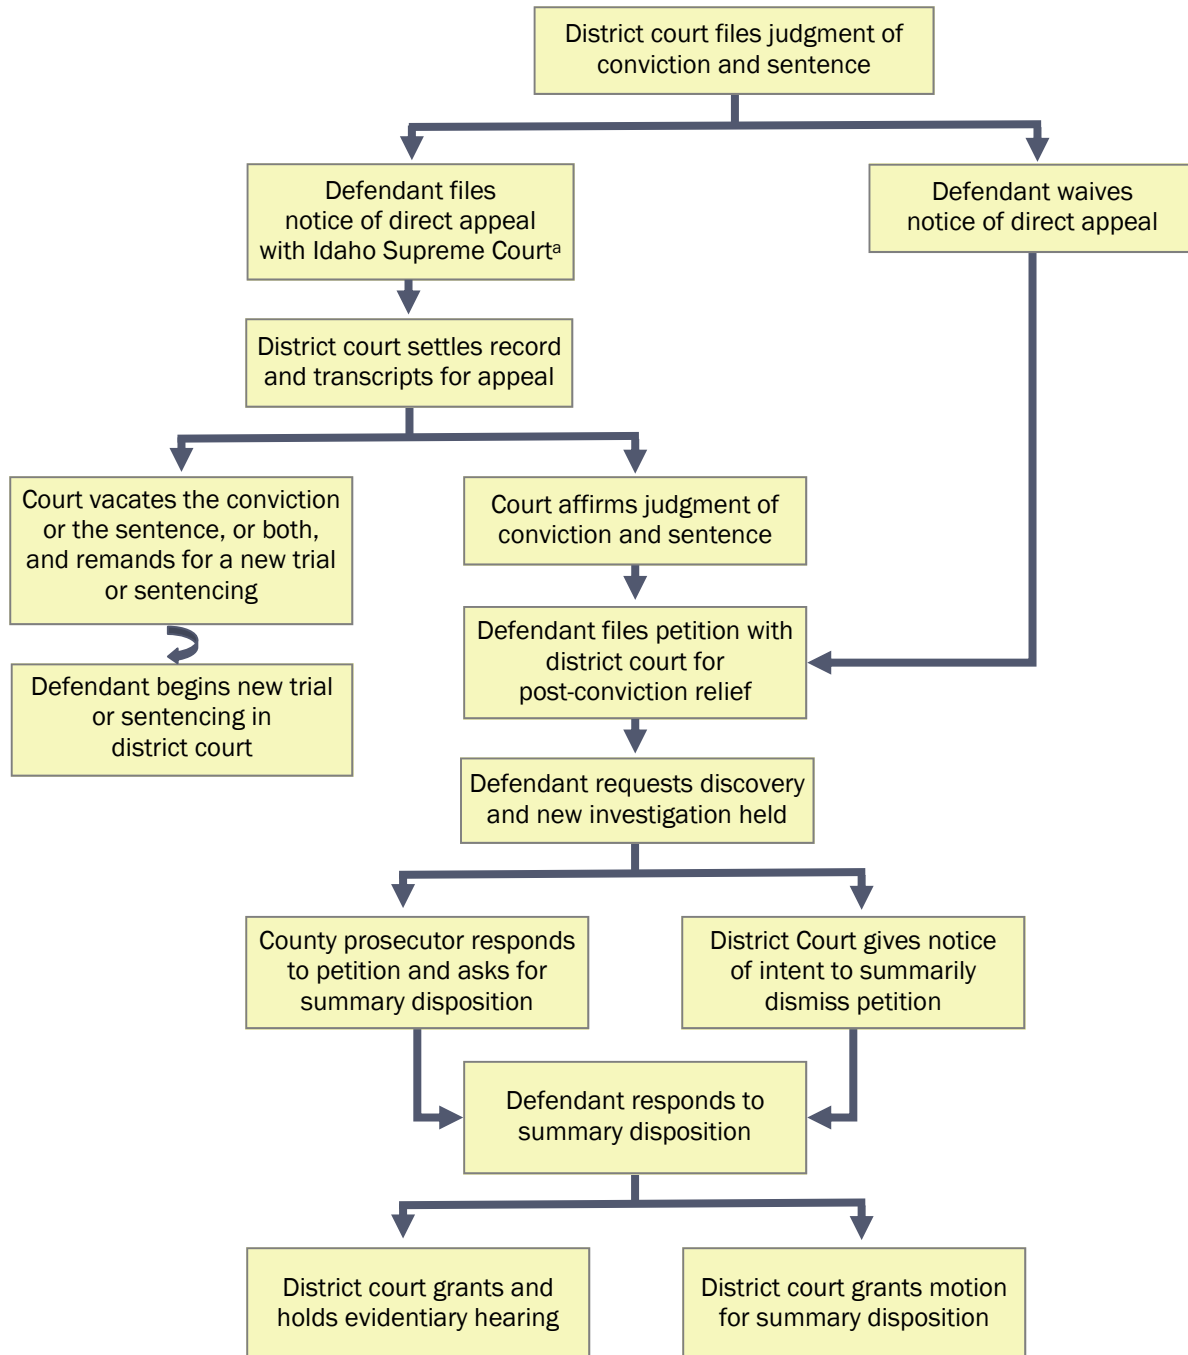 District court files judgment of
conviction and sentence
Defendant files
notice of direct appeal
with Idaho Supreme Courtᵃ
Defendant waives
notice of direct appeal
District court settles record
and transcripts for appeal
Court vacates the conviction
or the sentence, or both,
and remands for a new trial
or sentencing
Court affirms judgment of
conviction and sentence
Defendant files petition with
district court for
post-conviction relief
Defendant begins new trial
or sentencing in
district court
Defendant requests discovery
and new investigation held
County prosecutor responds
to petition and asks for
summary disposition
District Court gives notice
of intent to summarily
dismiss petition
Defendant responds to
summary disposition
District court grants and
holds evidentiary hearing
District court grants motion
for summary disposition